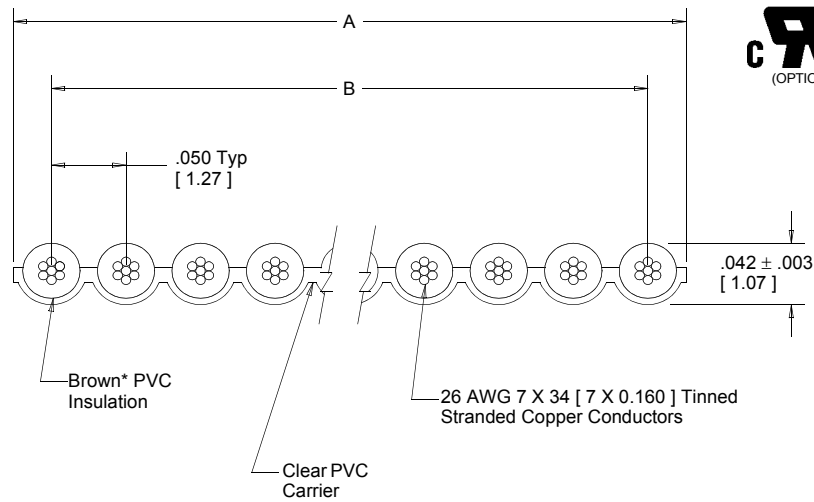 A
C
B
.050 Typ
[ 1.27 ]
.042 ± .003
[ 1.07 ]
Brown* PVC
Insulation
26 AWG 7 X 34 [ 7 X 0.160 ] Tinned
Stranded Copper Conductors
Clear PVC
Carrier